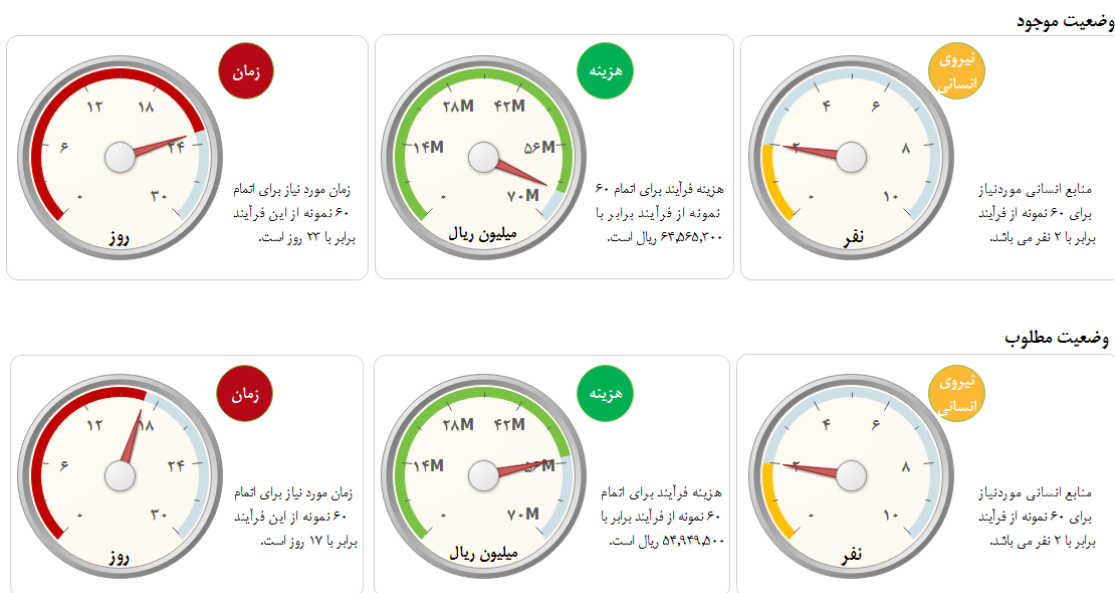 وضعیت موجود
نیروی
انسانی
۰
۲
۴
۶
۸
۱۰
نفر
منابع انسانی موردنیاز
برای ۶۰ نمونه از فرآیند
برابر با ۲ نفر می باشد.
هزینه
۰
۱۴M
۲۸M
۴۲M
۵۶M
۷۰M
میلیون ریال
هزینه فرآیند برای اتمام ۶۰
نمونه از فرآیند برابر با
۶۴,۵۶۵,۳۰۰ ریال است.
زمان
۰
۶
۱۲
۱۸
۲۴
۳۰
روز
زمان مورد نیاز برای اتمام
۶۰ نمونه از این فرآیند
برابر با ۲۳ روز است.
وضعیت مطلوب
نیروی
انسانی
۰
۲
۴
۶
۸
۱۰
نفر
منابع انسانی موردنیاز
برای ۶۰ نمونه از فرآیند
برابر با ۲ نفر می باشد.
هزینه
۰
۱۴M
۲۸M
۴۲M
۵۶M
۷۰M
میلیون ریال
هزینه فرآیند برای اتمام
۶۰ نمونه از فرآیند برابر با
۵۴,۹۴۹,۵۰۰ ریال است.
زمان
۰
۶
۱۲
۱۸
۲۴
۳۰
روز
زمان مورد نیاز برای اتمام
۶۰ نمونه از این فرآیند
برابر با ۱۷ روز است.